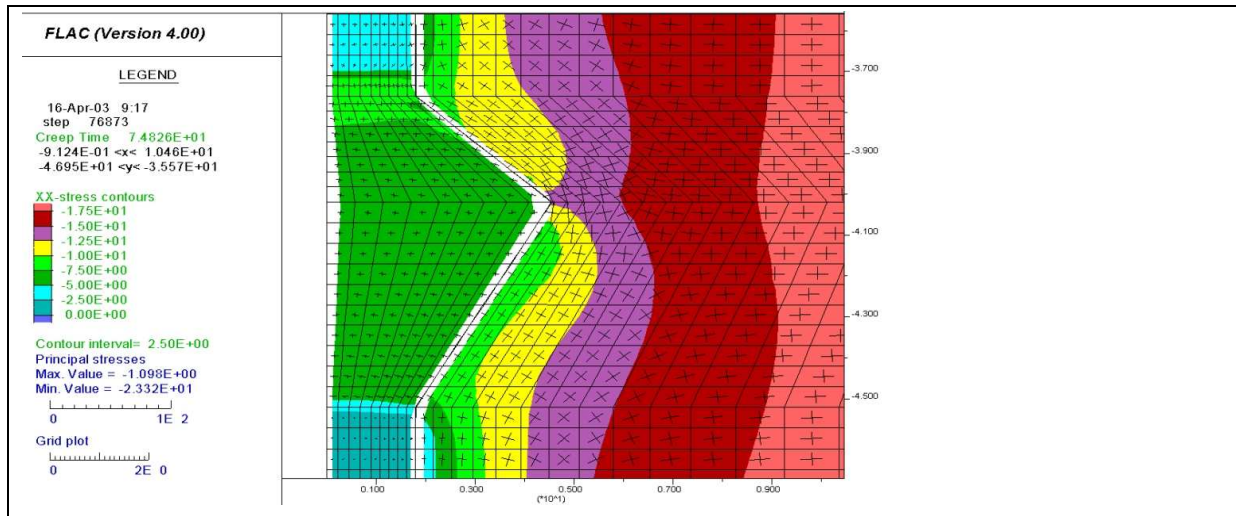 FLAC (Version 4.00)
LEGEND
16-Apr-03 9:17
step 76873
Creep Time 7.4826E+01
-9.124E-01 <x< 1.046E+01
-4.695E+01 <y< -3.557E+01
XX-stress contours
-1.75E+01
-1.50E+01
-1.25E+01
-1.00E+01
-7.50E+00
-5.00E+00
-2.50E+00
0.00E+00
Contour interval= 2.50E+00
Principal stresses
Max. Value = -1.098E+00
Min. Value = -2.332E+01
0 1E 2
Grid plot
0 2E 0
-3.700
-3.900
-4.100
-4.300
-4.500
0.100 0.300 0.500 0.700 0.900
(*10^1)